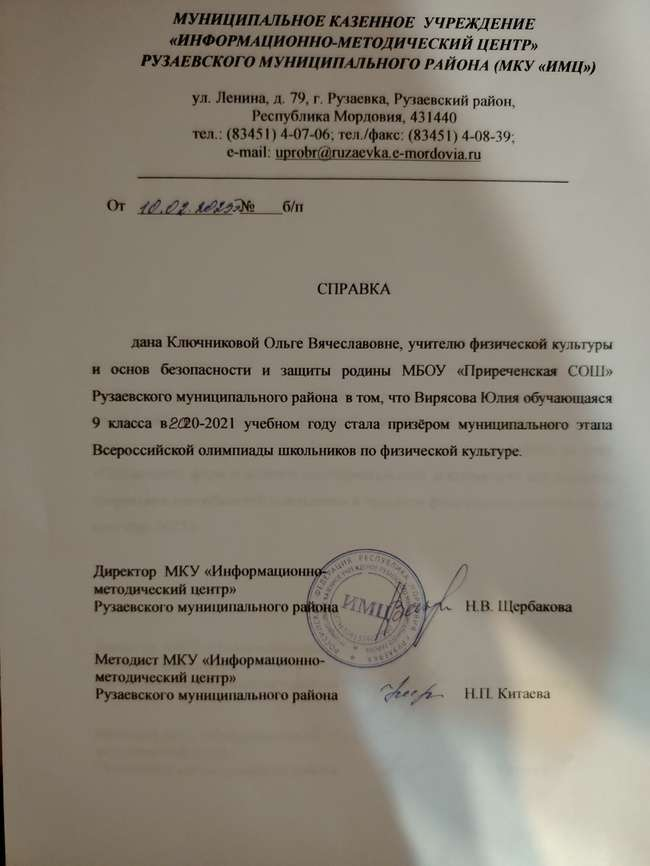 МУНИЦИПАЛЬНОЕ КАЗЕННОЕ УЧРЕЖДЕНИЕ
«ИНФОРМАЦИОННО-МЕТОДИЧЕСКИЙ ЦЕНТР»
РУЗАЕВСКОГО МУНИЦИПАЛЬНОГО РАЙОНА (МКУ «ИМЦ»)
ул. Ленина, д. 79, г. Рузаевка, Рузаевский район,
Республика Мордовия, 431440
тел.: (83451) 4-07-06; тел./факс: (83451) 4-08-39;
e-mail: uprobr@ruzaevka.e-mordovia.ru
От 10.02.2025 № б/п
СПРАВКА
дана Ключниковой Ольге Вячеславовне, учителю физической культуры
и основ безопасности и защиты родины МБОУ «Приреченская СОШ»
Рузаевского муниципального района в том, что Вирясова Юлия обучающаяся
9 класса в 2020-2021 учебном году стала призёром муниципального этапа
Всероссийской олимпиады школьников по физической культуре.
Директор МКУ «Информационно-
методический центр»
Рузаевского муниципального района Н.В. Щербакова
ИМЦ
Методист МКУ «Информационно-
методический центр»
Рузаевского муниципального района Н.П. Китаева